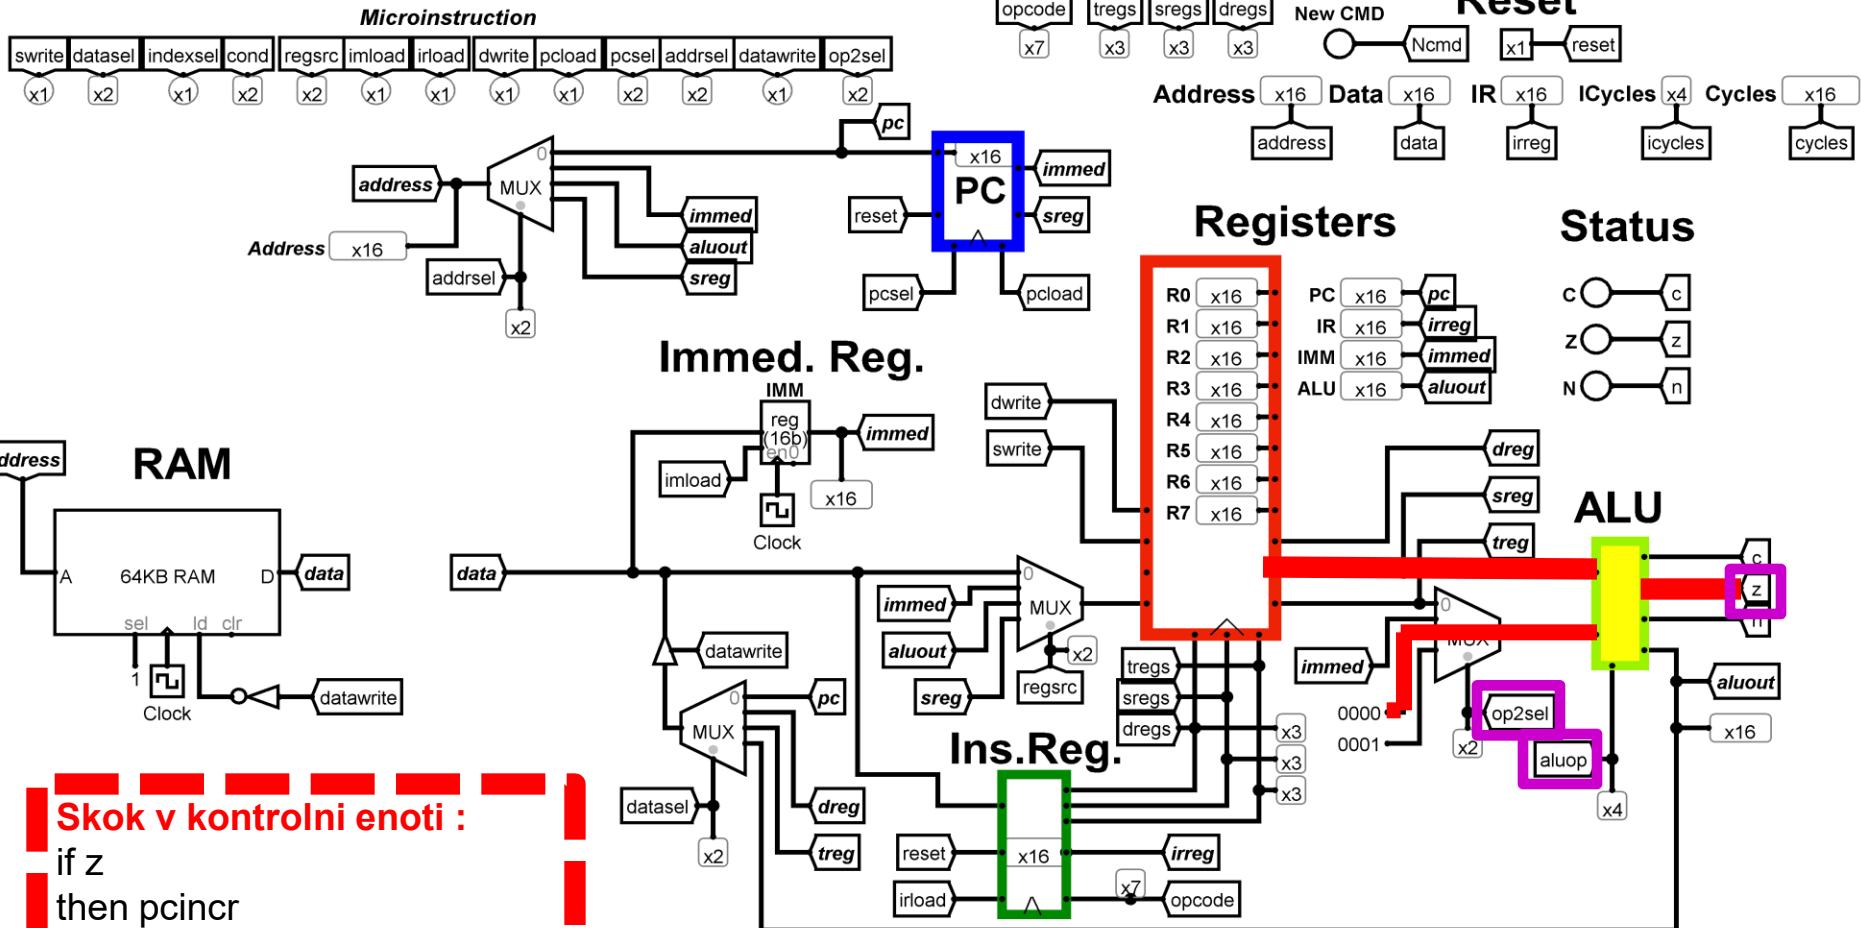 Microinstruction
swrite datasel indexsel cond regsrc imload irload dwrite pcload pcsel addrsel datawrite op2sel
x1 x2 x1 x2 x2 x1 x1 x1 x1 x2 x2 x1 x2
opcode tregs sregs dregs
x7 x3 x3 x3
New CMD
Ncmd
Reset
x1 reset
Address x16 Data x16 IR x16 ICycles x4 Cycles x16
address data irreg icycles cycles
pc
0
MUX
address
Address x16
addrsel
x2
immed
aluout
sreg
x16
PC
immed
reset
sreg
pcsel
pcload
Registers
R0 x16
R1 x16
R2 x16
R3 x16
R4 x16
R5 x16
R6 x16
R7 x16
PC x16 pc
IR x16 irreg
IMM x16 immed
ALU x16 aluout
Status
C c
Z z
N n
Immed. Reg.
IMM
reg
(16b)
en0
immed
imload
x16
Clock
dwrite
swrite
RAM
ddress
A 64KB RAM D
data
sel ld clr
1
Clock
datawrite
data
0
MUX
immed
aluout
sreg
x2
regsrc
datawrite
0
MUX
pc
dreg
treg
datasel
x2
dreg
sreg
treg
ALU
c
z
n
0
MUX
immed
0000
0001
op2sel
x2
aluop
x4
aluout
x16
tregs
sregs
dregs
x3
x3
x3
Ins.Reg.
reset
x16
irreg
irload
x7
opcode
Skok v kontrolni enoti :
if z
then pcincr